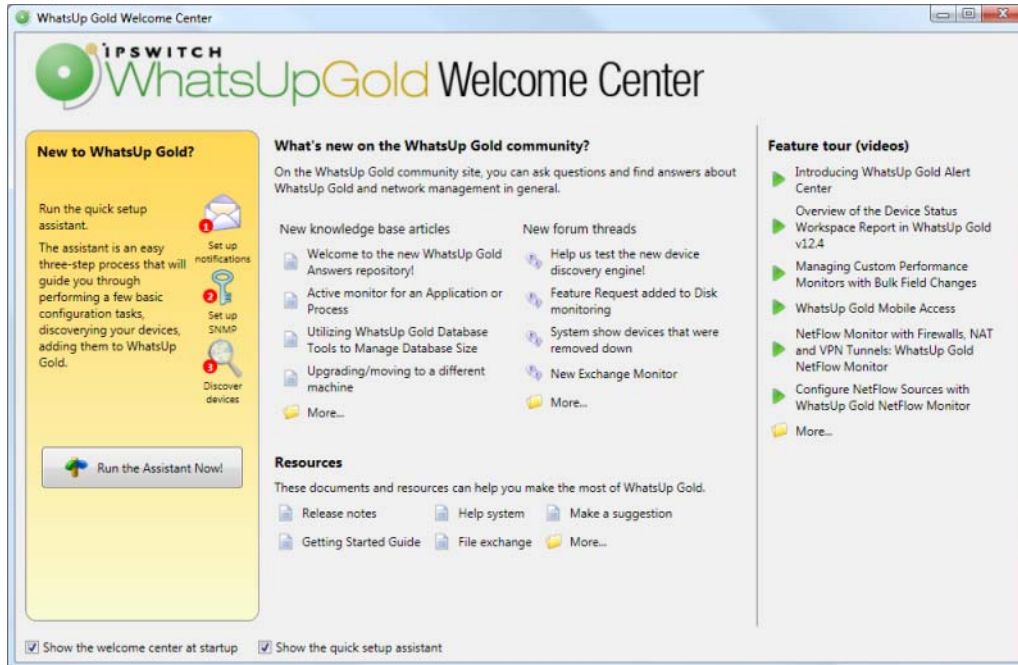 WhatsUp Gold Welcome Center
IPSWITCH
WhatsUpGold Welcome Center
New to WhatsUp Gold?
Run the quick setup
assistant.
The assistant is an easy
three-step process that will
guide you through
performing a few basic
configuration tasks,
discoverying your devices,
adding them to WhatsUp
Gold.
1
Set up
notifications
2
Set up
SNMP
3
Discover
devices
Run the Assistant Now!
What's new on the WhatsUp Gold community?
On the WhatsUp Gold community site, you can ask questions and find answers about
WhatsUp Gold and network management in general.
New knowledge base articles
Welcome to the new WhatsUp Gold
Answers repository!
Active monitor for an Application or
Process
Utilizing WhatsUp Gold Database
Tools to Manage Database Size
Upgrading/moving to a different
machine
More...
New forum threads
Help us test the new device
discovery engine!
Feature Request added to Disk
monitoring
System show devices that were
removed down
New Exchange Monitor
More...
Resources
These documents and resources can help you make the most of WhatsUp Gold.
Release notes
Help system
Make a suggestion
Getting Started Guide
File exchange
More...
Feature tour (videos)
Introducing WhatsUp Gold Alert
Center
Overview of the Device Status
Workspace Report in WhatsUp Gold
v12.4
Managing Custom Performance
Monitors with Bulk Field Changes
WhatsUp Gold Mobile Access
NetFlow Monitor with Firewalls, NAT
and VPN Tunnels: WhatsUp Gold
NetFlow Monitor
Configure NetFlow Sources with
WhatsUp Gold NetFlow Monitor
More...
Show the welcome center at startup
Show the quick setup assistant